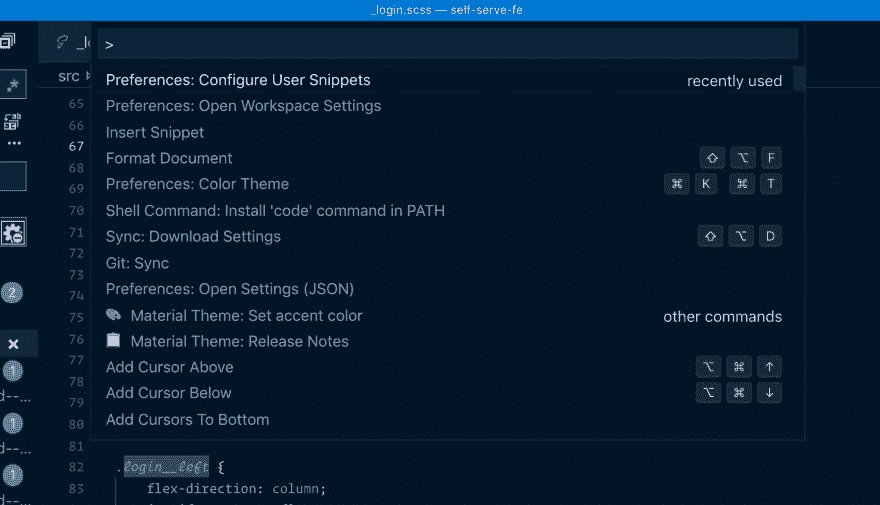 _login.scss — self-serve-fe
_lo
>
src
Preferences: Configure User Snippets recently used
Preferences: Open Workspace Settings
Insert Snippet
Format Document ⇧ ⌥ F
Preferences: Color Theme ⌘ K ⌘ T
Shell Command: Install 'code' command in PATH
Sync: Download Settings ⇧ ⌥ D
Git: Sync
Preferences: Open Settings (JSON)
Material Theme: Set accent color other commands
Material Theme: Release Notes
Add Cursor Above ⌥ ⌘ ↑
Add Cursor Below ⌥ ⌘ ↓
Add Cursors To Bottom
65
66
67
68
69
70
71
72
73
74
75
76
77
78
79
80
81
82 .login__left {
83 flex-direction: column;
.*
...
2
1
d--...
1
d--...
1